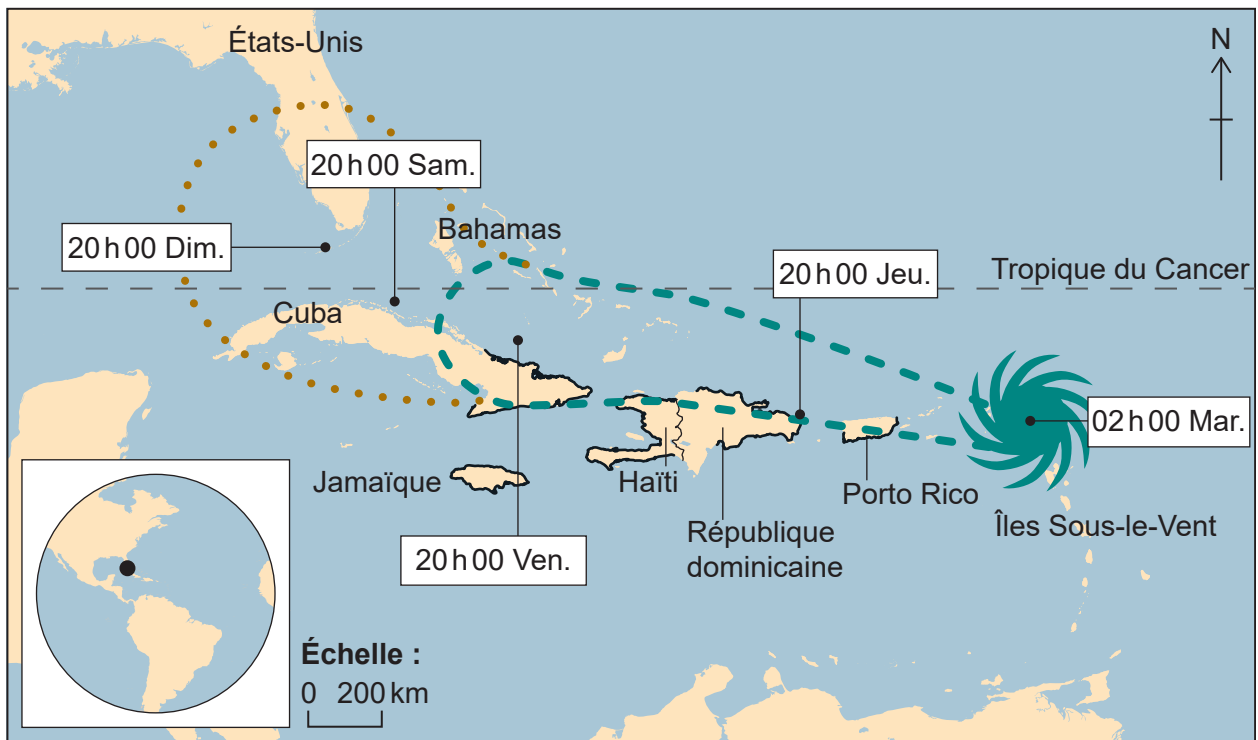 États-Unis
N
20 h 00 Sam.
20 h 00 Dim.
Bahamas
20 h 00 Jeu.
Tropique du Cancer
Cuba
02 h 00 Mar.
Jamaïque
Haïti
Porto Rico
Îles Sous-le-Vent
République
dominicaine
20 h 00 Ven.
Échelle :
0 200 km